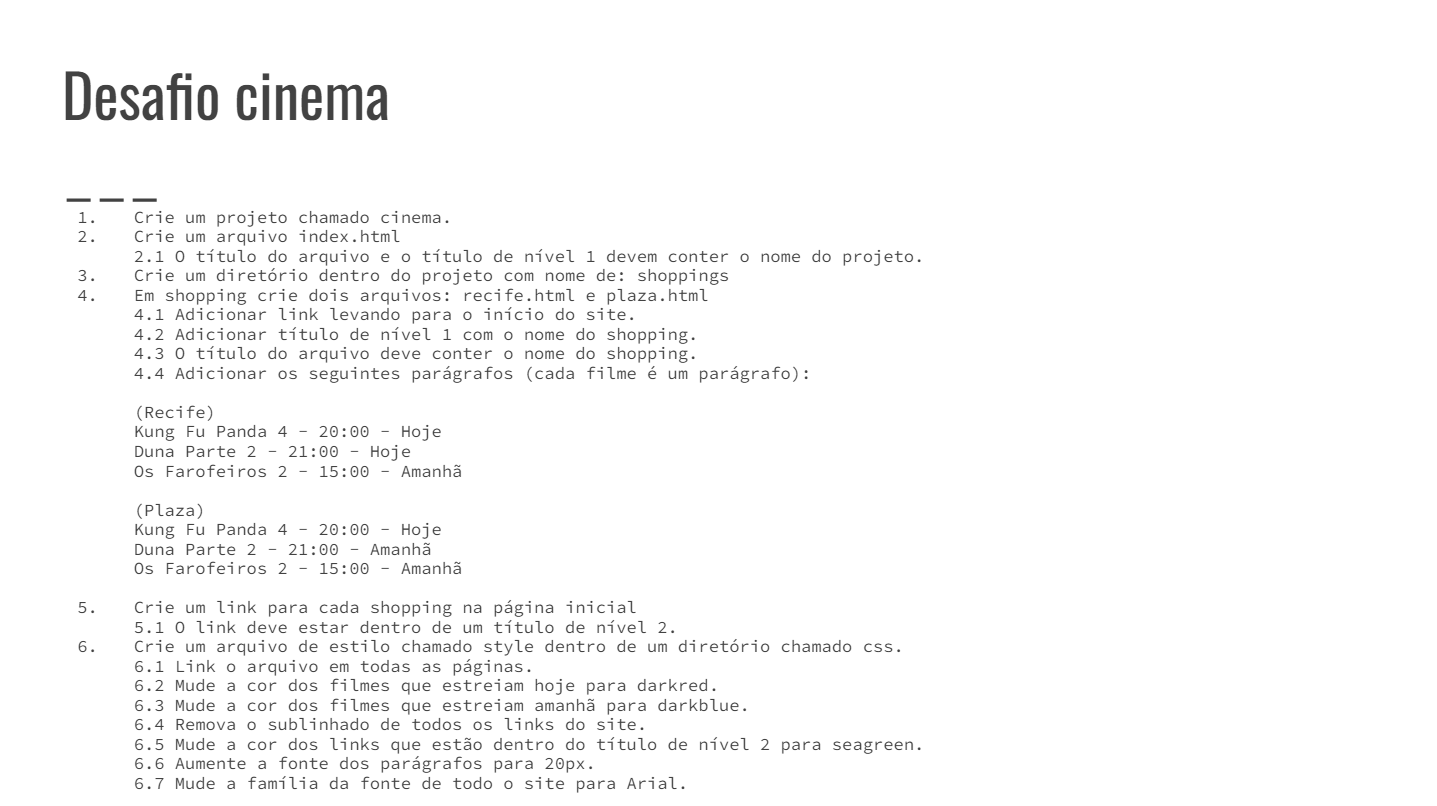 Desafio cinema
1. Crie um projeto chamado cinema.
2. Crie um arquivo index.html
2.1 O título do arquivo e o título de nível 1 devem conter o nome do projeto.
3. Crie um diretório dentro do projeto com nome de: shoppings
4. Em shopping crie dois arquivos: recife.html e plaza.html
4.1 Adicionar link levando para o início do site.
4.2 Adicionar título de nível 1 com o nome do shopping.
4.3 O título do arquivo deve conter o nome do shopping.
4.4 Adicionar os seguintes parágrafos (cada filme é um parágrafo):
(Recife)
Kung Fu Panda 4 - 20:00 - Hoje
Duna Parte 2 - 21:00 - Hoje
Os Farofeiros 2 - 15:00 - Amanhã
(Plaza)
Kung Fu Panda 4 - 20:00 - Hoje
Duna Parte 2 - 21:00 - Amanhã
Os Farofeiros 2 - 15:00 - Amanhã
5. Crie um link para cada shopping na página inicial
5.1 O link deve estar dentro de um título de nível 2.
6. Crie um arquivo de estilo chamado style dentro de um diretório chamado css.
6.1 Link o arquivo em todas as páginas.
6.2 Mude a cor dos filmes que estreiam hoje para darkred.
6.3 Mude a cor dos filmes que estreiam amanhã para darkblue.
6.4 Remova o sublinhado de todos os links do site.
6.5 Mude a cor dos links que estão dentro do título de nível 2 para seagreen.
6.6 Aumente a fonte dos parágrafos para 20px.
6.7 Mude a família da fonte de todo o site para Arial.